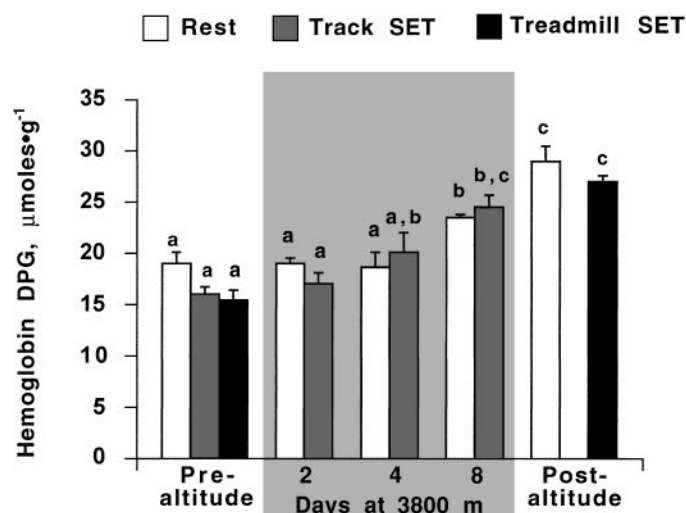 Rest Track SET Treadmill SET
Hemoglobin DPG, μmoles•g-1
35
30
25
20
15
10
5
0
a
a
a
a
a
a
a,b
b
b,c
c
c
Pre-
altitude
2
4
8
Days at 3800 m
Post-
altitude